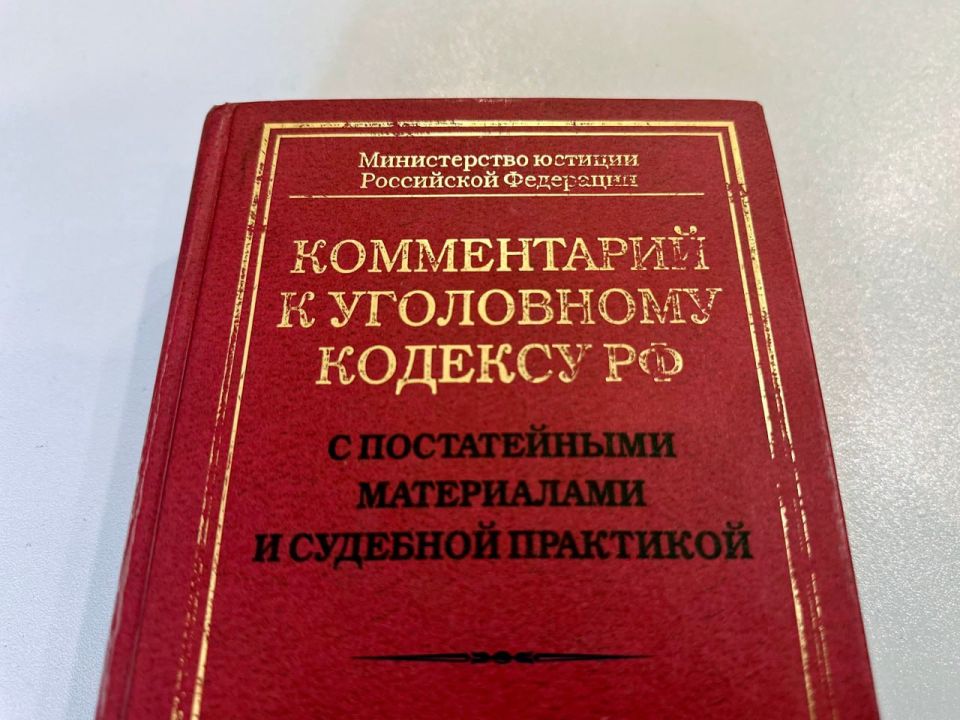 Министерство юстиции
Российской Федерации
КОММЕНТАРИЙ
К УГОЛОВНОМУ
КОДЕКСУ РФ
С ПОСТАТЕЙНЫМИ
МАТЕРИАЛАМИ
И СУДЕБНОЙ ПРАКТИКОЙ